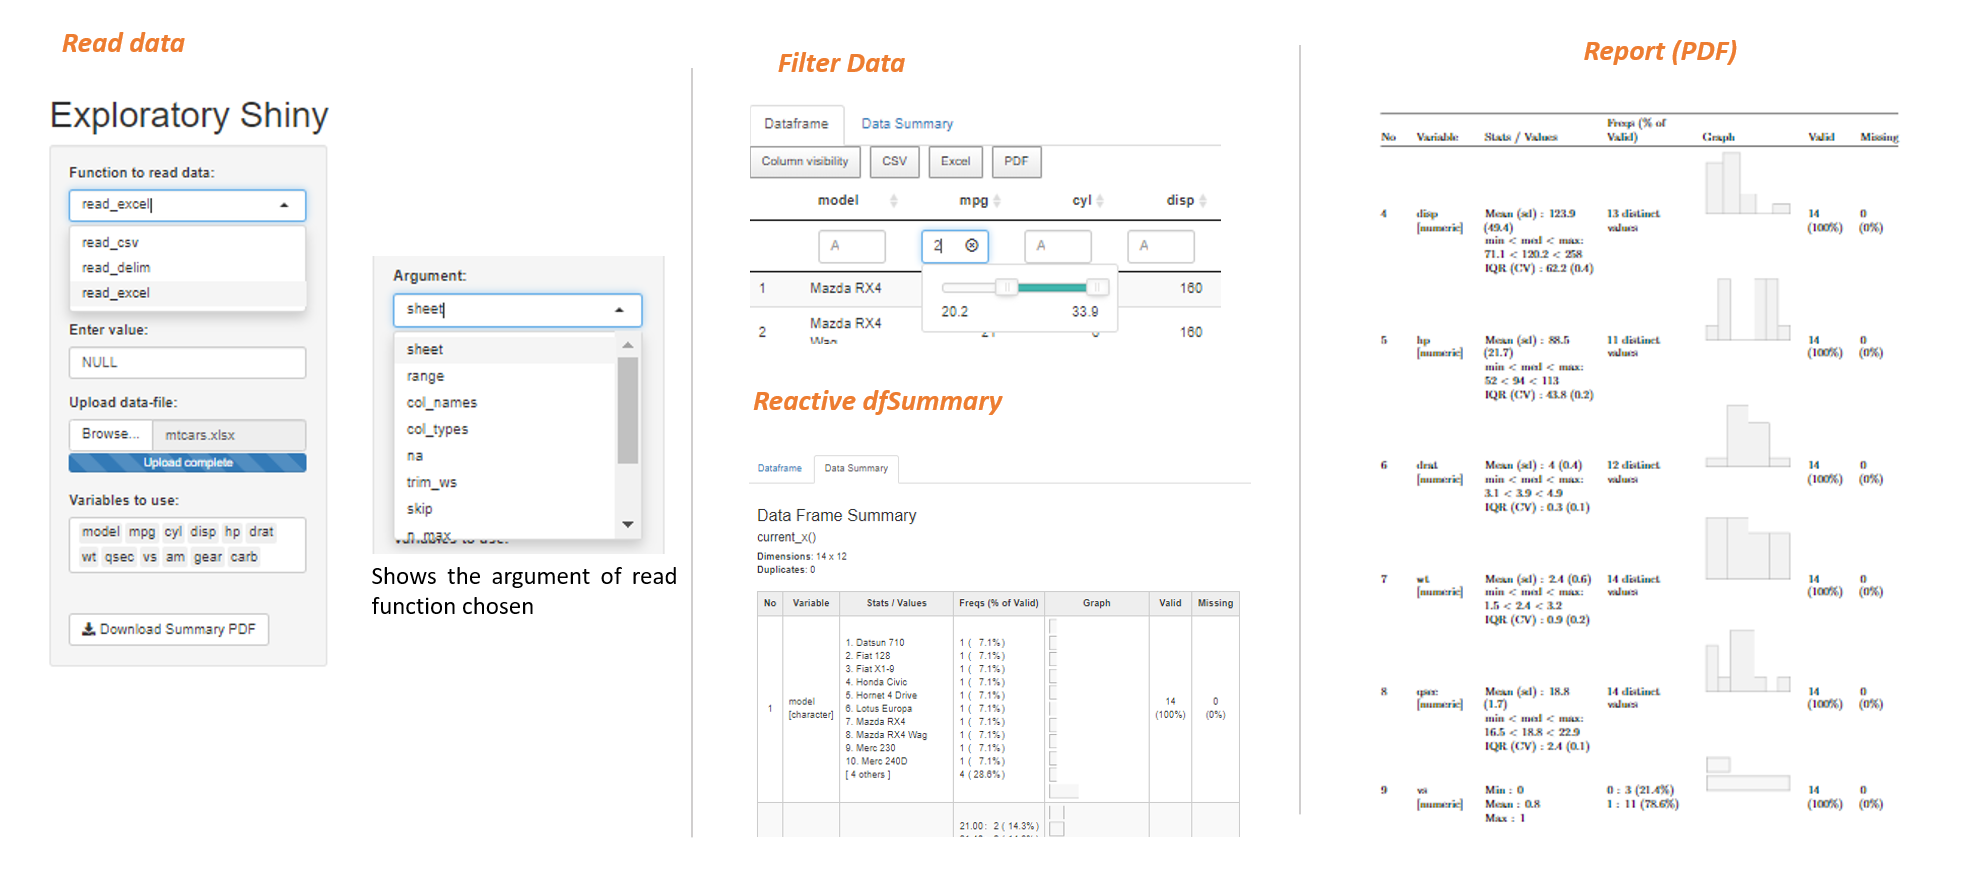 Read data
Exploratory Shiny
Function to read data:
read_excel
read_csv
read_delim
read_excel
Enter value:
NULL
Upload data-file:
Browse... mtcars.xlsx
Upload complete
Variables to use:
model mpg cyl disp hp drat
wt qsec vs am gear carb
Download Summary PDF
Argument:
sheet
sheet
range
col_names
col_types
na
trim_ws
skip
n_max
Shows the argument of read
function chosen
Filter Data
Dataframe Data Summary
Column visibility CSV Excel PDF
model mpg cyl disp
A 2 A A
1 Mazda RX4 160
20.2 33.9
2 Mazda RX4 Wag 21 160
Reactive dfSummary
Dataframe Data Summary
Data Frame Summary
current_x()
Dimensions: 14 x 12
Duplicates: 0
No Variable Stats / Values Freqs (% of Valid) Graph Valid Missing
1 model [character] 14 (100%) 0 (0%)
1. Datsun 710 1 ( 7.1%)
2. Fiat 128 1 ( 7.1%)
3. Fiat X1-9 1 ( 7.1%)
4. Honda Civic 1 ( 7.1%)
5. Hornet 4 Drive 1 ( 7.1%)
6. Lotus Europa 1 ( 7.1%)
7. Mazda RX4 1 ( 7.1%)
8. Mazda RX4 Wag 1 ( 7.1%)
9. Merc 230 1 ( 7.1%)
10. Merc 240D 1 ( 7.1%)
[ 4 others ] 4 (28.6%)
21.00: 2 ( 14.3%)
Report (PDF)
No Variable Stats / Values Freqs (% of Valid) Graph Valid Missing
4 disp Mean (sd) : 123.9 13 distinct 14 0
[numeric] (49.4) values (100%) (0%)
min < med < max:
71.1 < 120.2 < 258
IQR (CV) : 62.2 (0.4)
5 hp Mean (sd) : 88.5 11 distinct 14 0
[numeric] (21.7) values (100%) (0%)
min < med < max:
52 < 94 < 113
IQR (CV) : 43.8 (0.2)
6 drat Mean (sd) : 4 (0.4) 12 distinct 14 0
[numeric] min < med < max: values (100%) (0%)
3.1 < 3.9 < 4.9
IQR (CV) : 0.3 (0.1)
7 wt Mean (sd) : 2.4 (0.6) 14 distinct 14 0
[numeric] min < med < max: values (100%) (0%)
1.5 < 2.4 < 3.2
IQR (CV) : 0.9 (0.2)
8 qsec Mean (sd) : 18.8 14 distinct 14 0
[numeric] (1.7) values (100%) (0%)
min < med < max:
16.5 < 18.8 < 22.9
IQR (CV) : 2.4 (0.1)
9 vs Min : 0 0 : 3 (21.4%) 14 0
[numeric] Mean : 0.8 1 : 11 (78.6%) (100%) (0%)
Max : 1